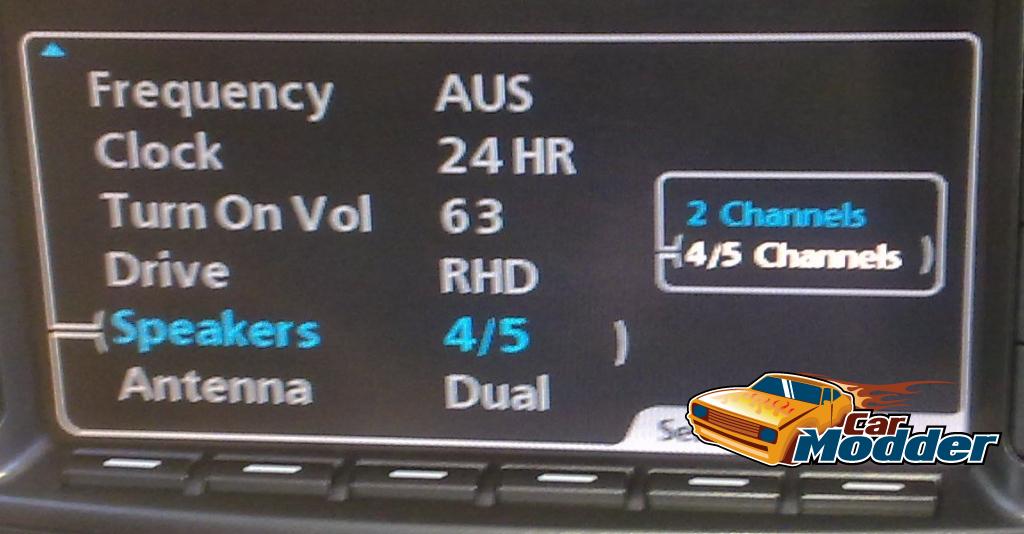 Frequency AUS
Clock 24 HR
Turn On Vol 63
Drive RHD
Speakers 4/5
Antenna Dual
2 Channels
4/5 Channels
Car
Modder